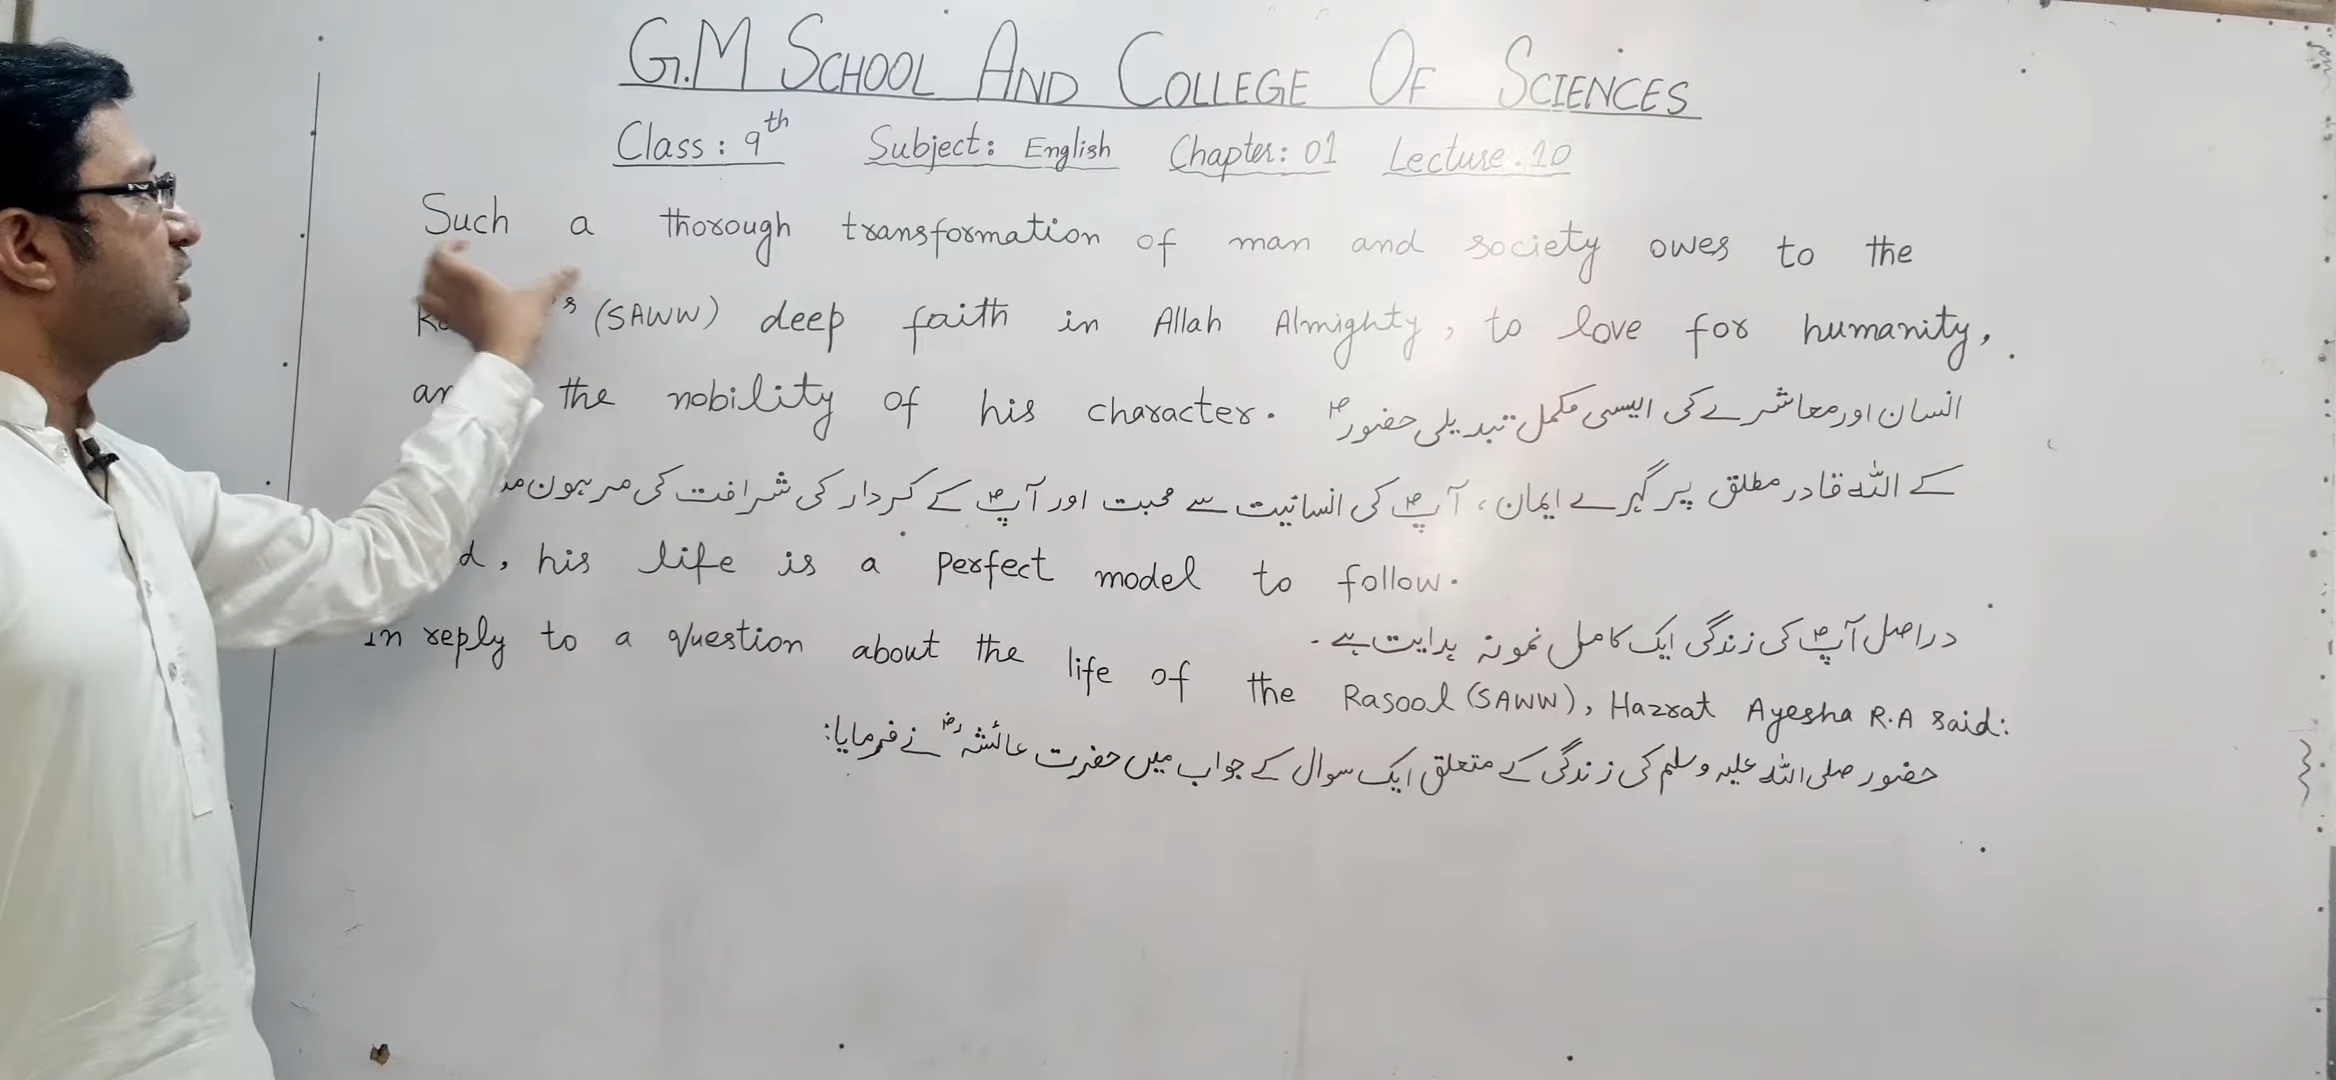 G.M SCHOOL AND COLLEGE OF SCIENCES
Class: 9th Subject: English Chapter: 01 Lecture. 10
Such a thorough transformation of man and society owes to the
(SAWW) deep faith in Allah Almighty, to love for humanity,
the nobility of his character. انسان اور معاشرے کی ایسی مکمل تبدیلی حضورؐ
کے اللہ قادر مطلق پر گہرے ایمان، آپؐ کی انسانیت سے محبت اور آپؐ کے کردار کی شرافت کی مرہون
his life is a perfect model to follow.
دراصل آپؐ کی زندگی ایک کامل نمونہ ہدایت ہے۔
in reply to a question about the life of the Rasool (SAWW), Hazrat Ayesha R.A said:
حضور صلی اللہ علیہ وسلم کی زندگی کے متعلق ایک سوال کے جواب میں حضرت عائشہؓ نے فرمایا: